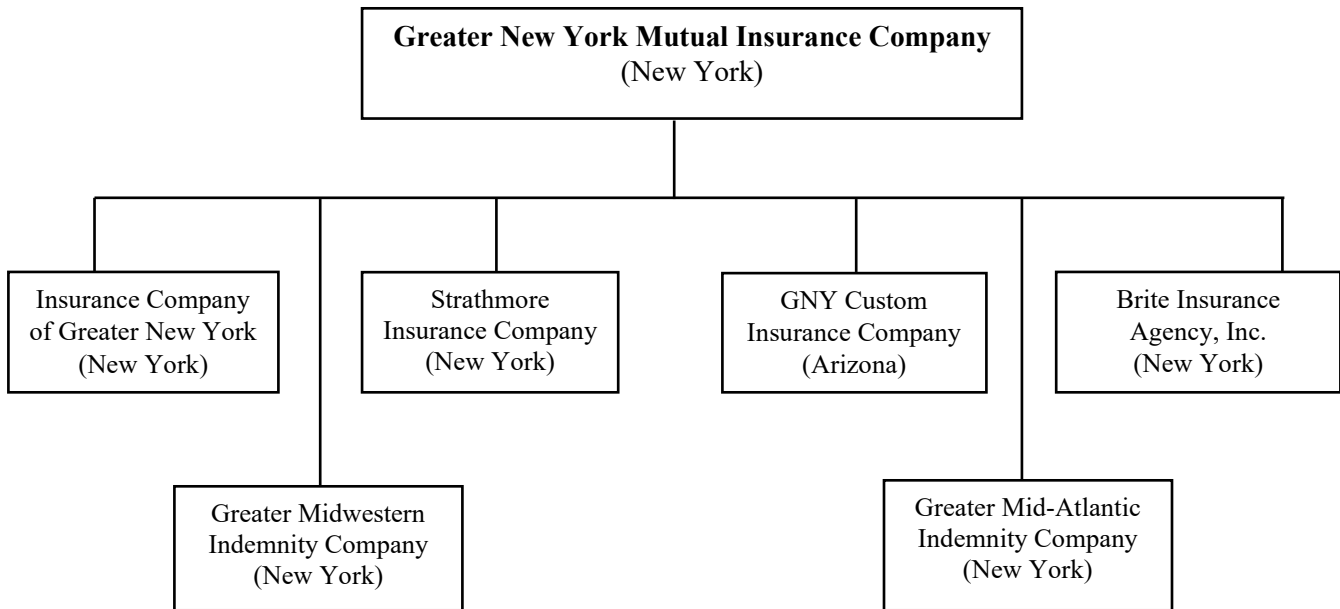 Greater New York Mutual Insurance Company
(New York)
Insurance Company
of Greater New York
(New York)
Strathmore
Insurance Company
(New York)
GNY Custom
Insurance Company
(Arizona)
Brite Insurance
Agency, Inc.
(New York)
Greater Midwestern
Indemnity Company
(New York)
Greater Mid-Atlantic
Indemnity Company
(New York)